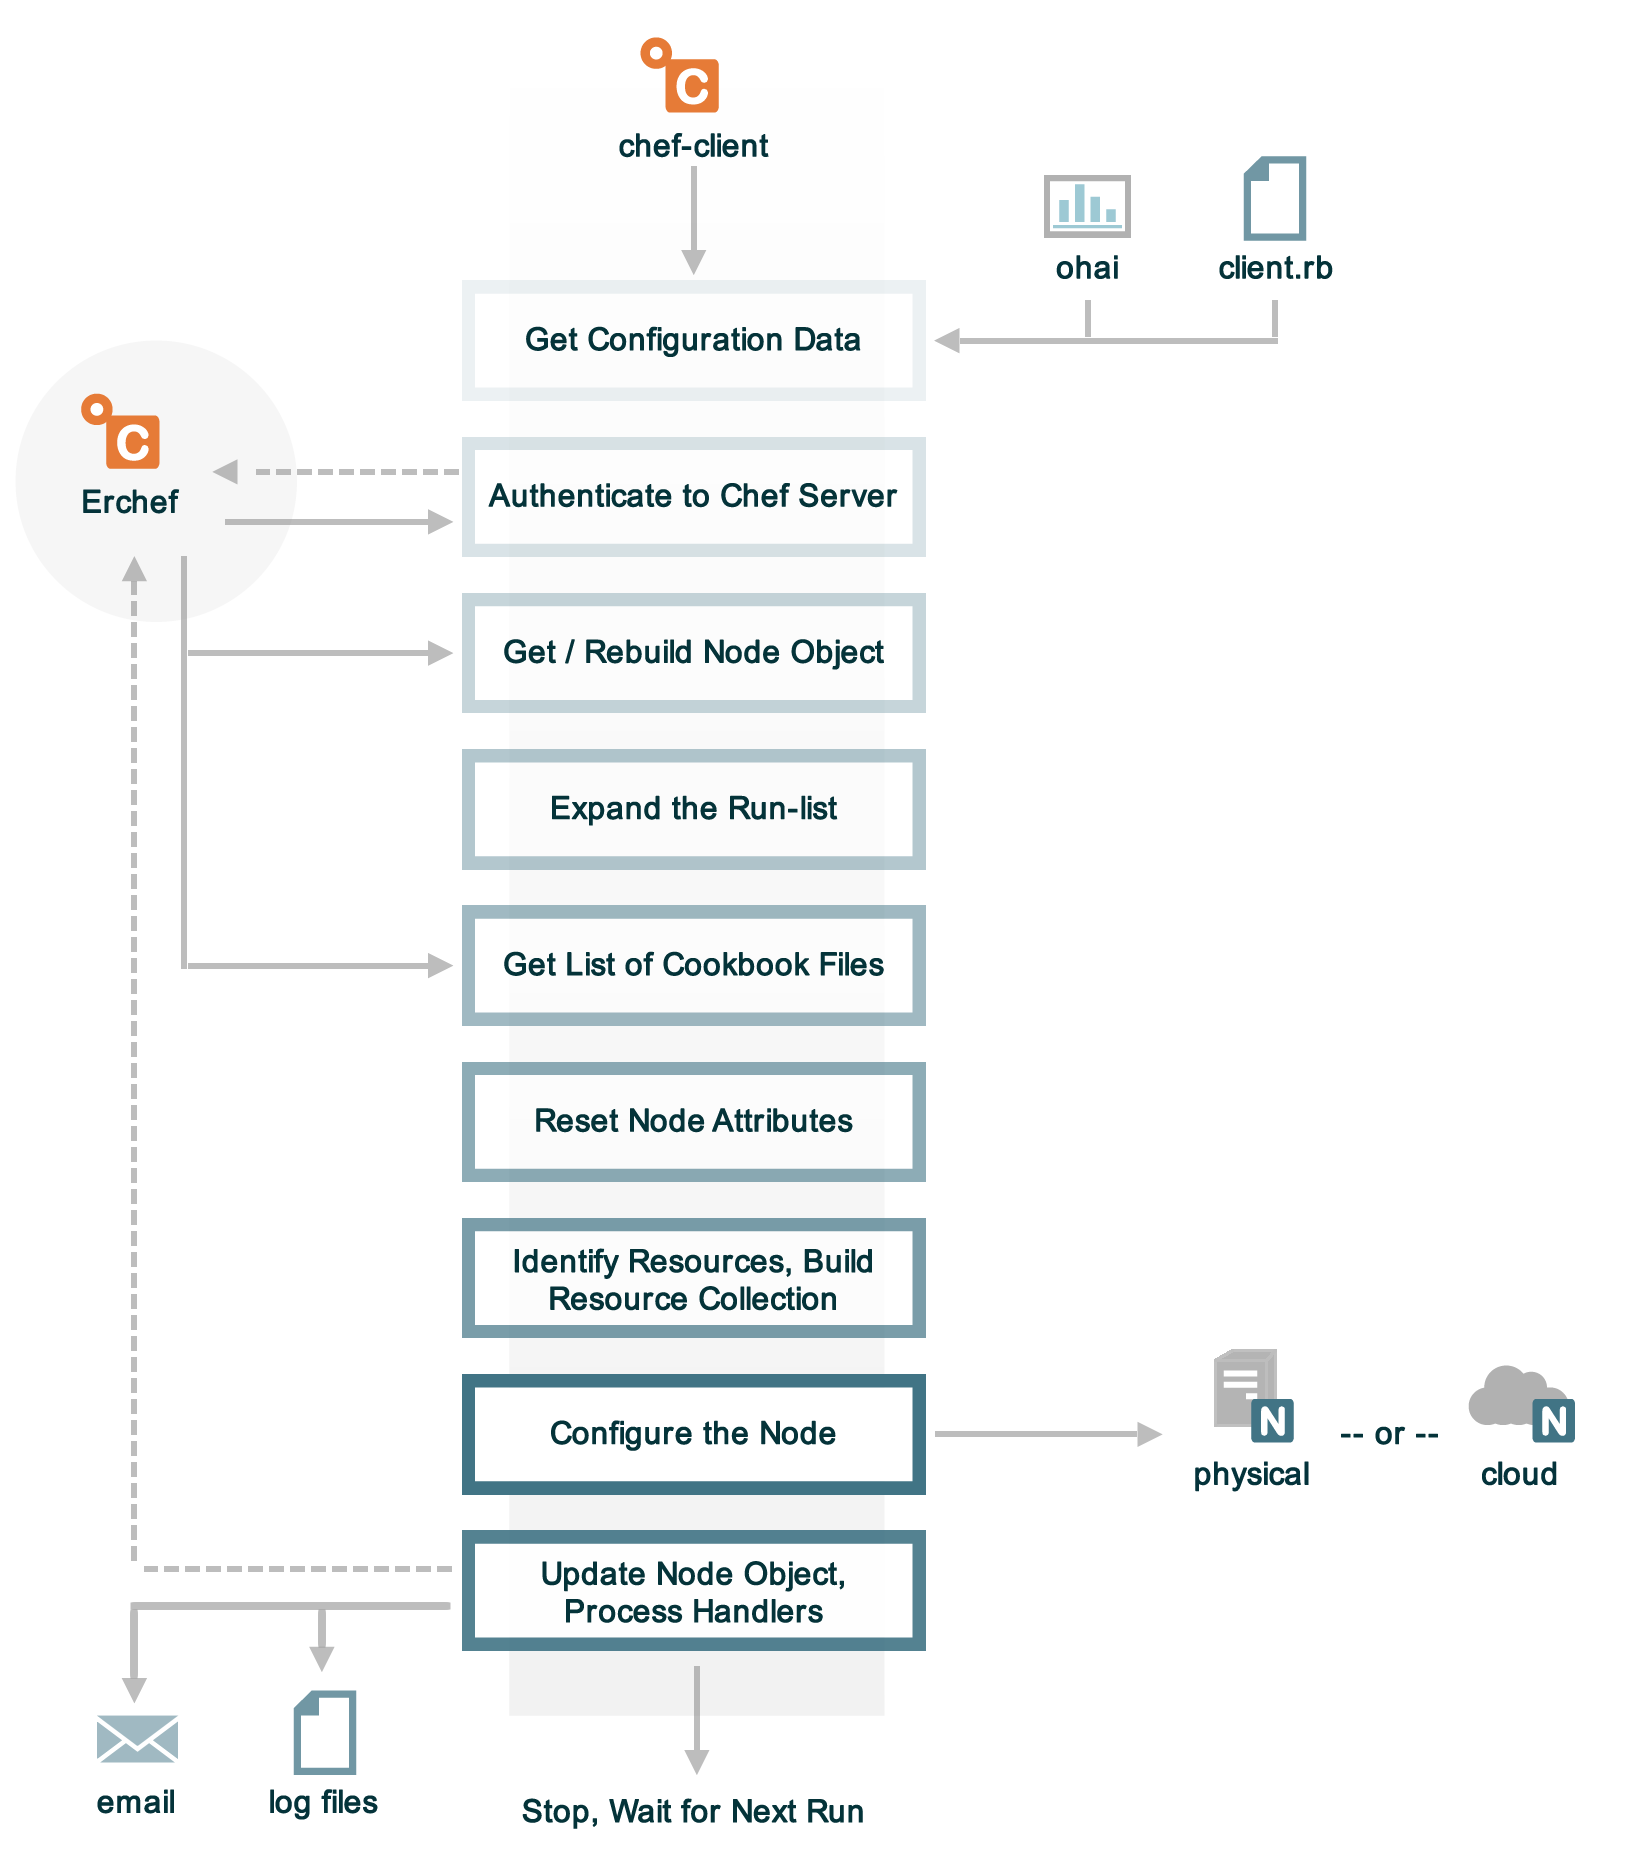 C
chef-client
ohai
client.rb
Get Configuration Data
C
Erchef
Authenticate to Chef Server
Get / Rebuild Node Object
Expand the Run-list
Get List of Cookbook Files
Reset Node Attributes
Identify Resources, Build
Resource Collection
Configure the Node
N
physical
-- or --
N
cloud
Update Node Object,
Process Handlers
email
log files
Stop, Wait for Next Run